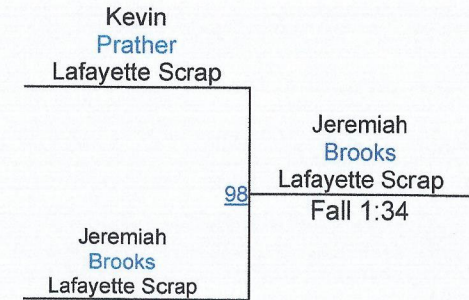 Kevin
Prather
Lafayette Scrap
Jeremiah
Brooks
Lafayette Scrap
98
Fall 1:34
Jeremiah
Brooks
Lafayette Scrap